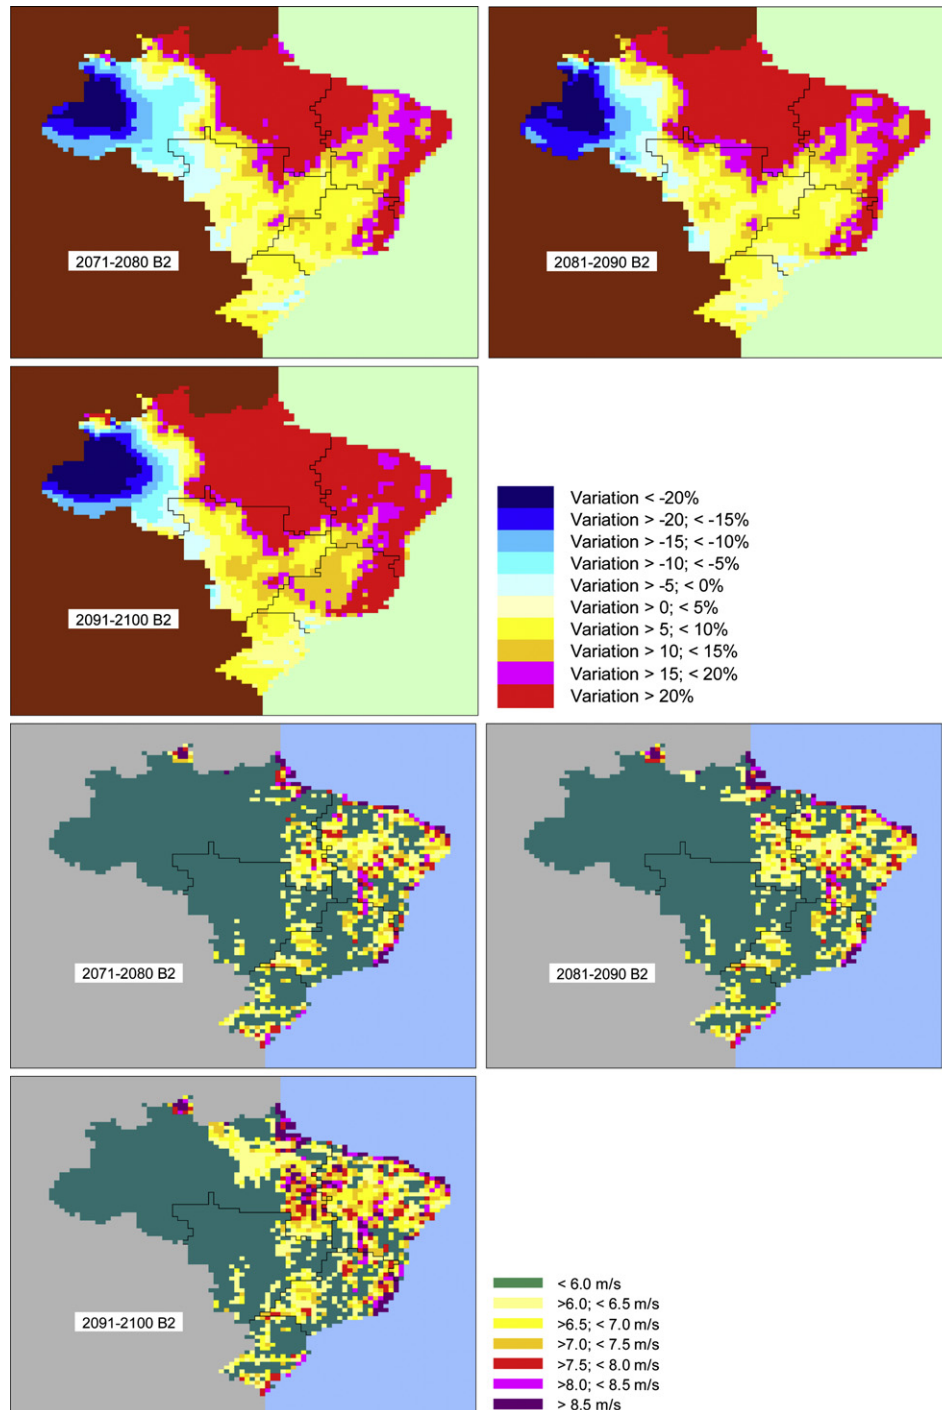 2071-2080 B2
2081-2090 B2
2091-2100 B2
Variation < -20%
Variation > -20; < -15%
Variation > -15; < -10%
Variation > -10; < -5%
Variation > -5; < 0%
Variation > 0; < 5%
Variation > 5; < 10%
Variation > 10; < 15%
Variation > 15; < 20%
Variation > 20%
2071-2080 B2
2081-2090 B2
2091-2100 B2
< 6.0 m/s
>6.0; < 6.5 m/s
>6.5; < 7.0 m/s
>7.0; < 7.5 m/s
>7.5; < 8.0 m/s
>8.0; < 8.5 m/s
> 8.5 m/s